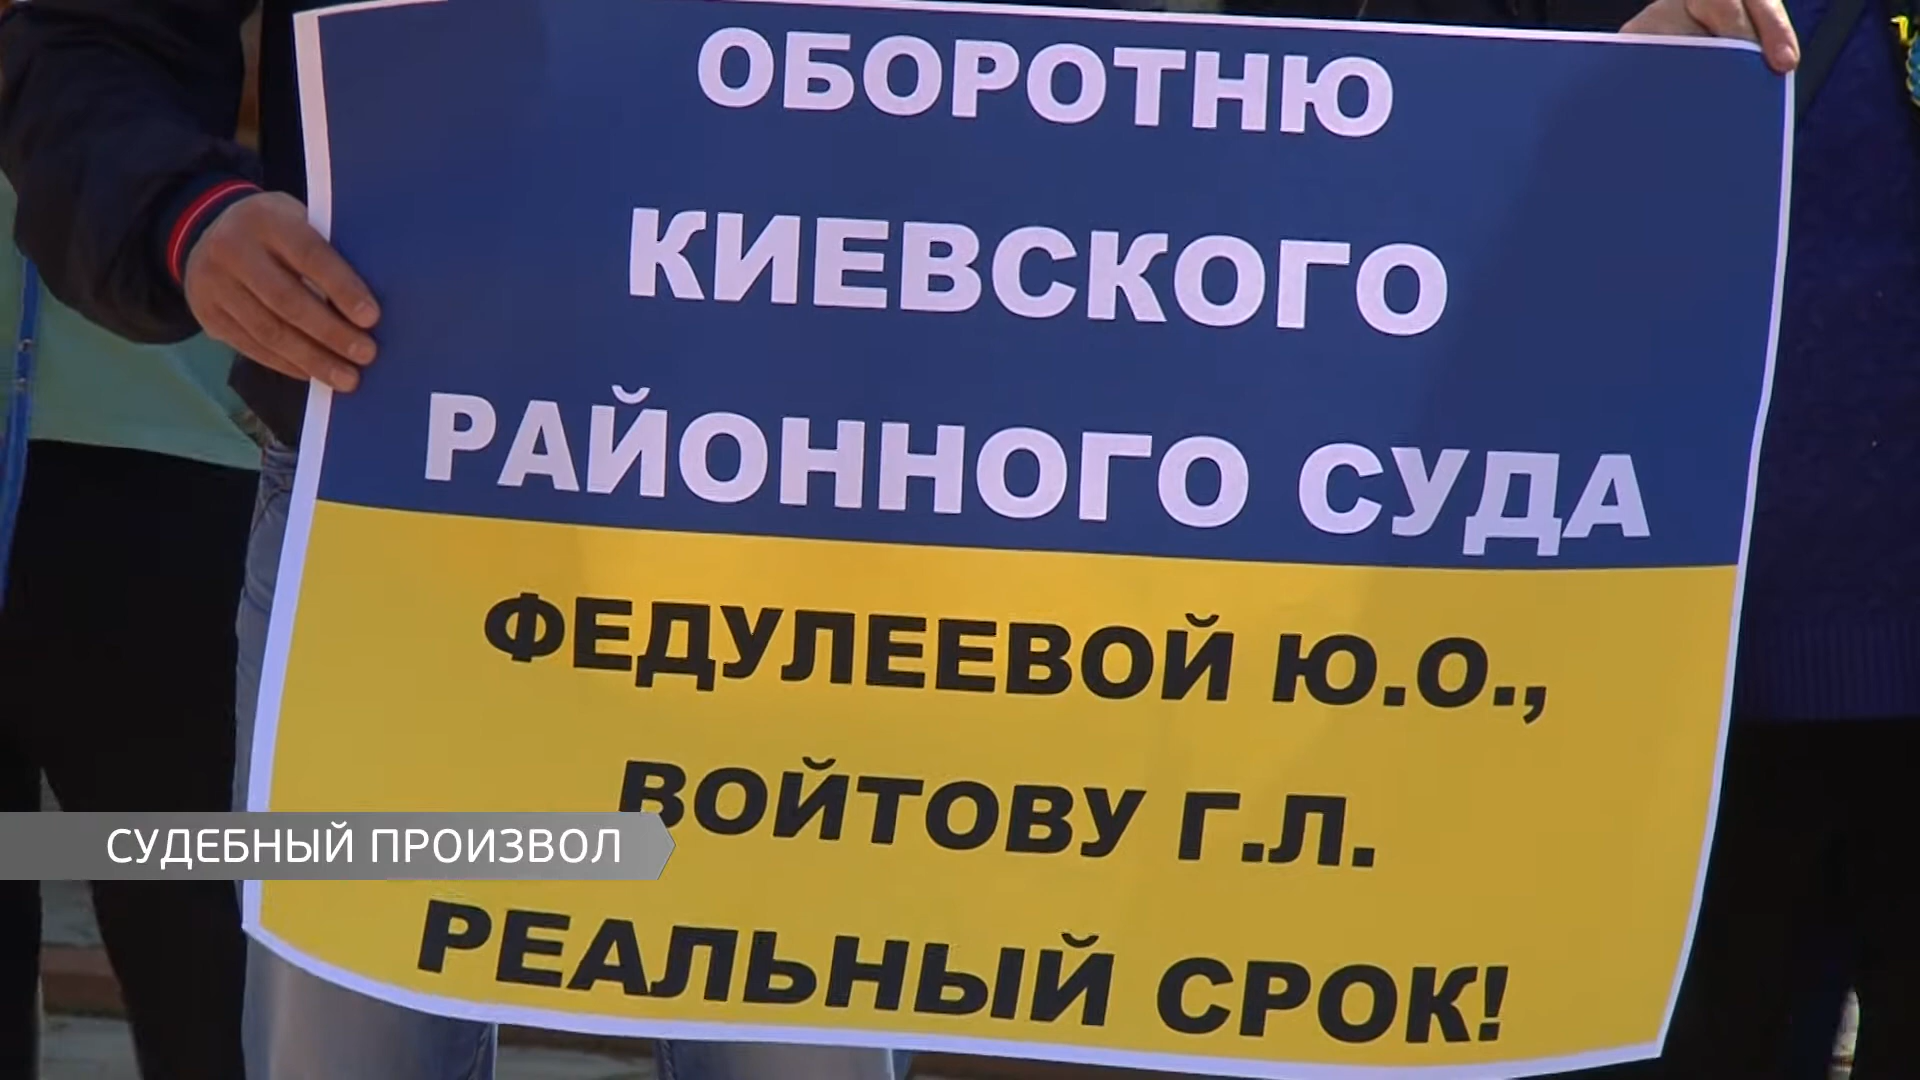 ОБОРОТНЮ
КИЕВСКОГО
РАЙОННОГО СУДА
ФЕДУЛЕЕВОЙ Ю.О.,
ВОЙТОВУ Г.Л.
РЕАЛЬНЫЙ СРОК!
СУДЕБНЫЙ ПРОИЗВОЛ